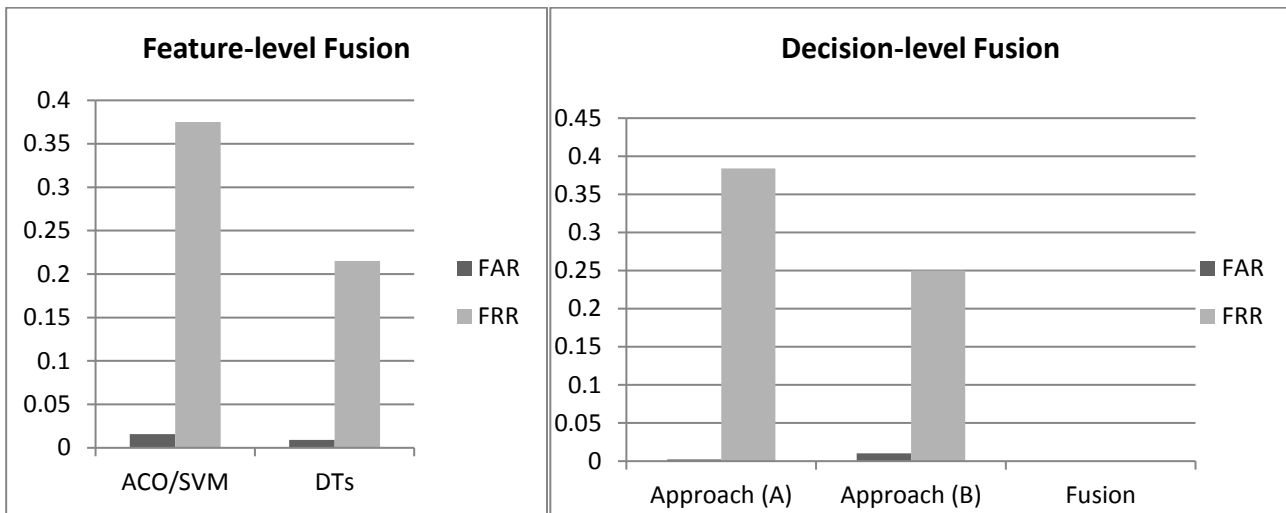 Feature-level Fusion
0.4
0.35
0.3
0.25
0.2
0.15
0.1
0.05
0
ACO/SVM DTs
FAR
FRR
Decision-level Fusion
0.45
0.4
0.35
0.3
0.25
0.2
0.15
0.1
0.05
0
Approach (A) Approach (B) Fusion
FAR
FRR